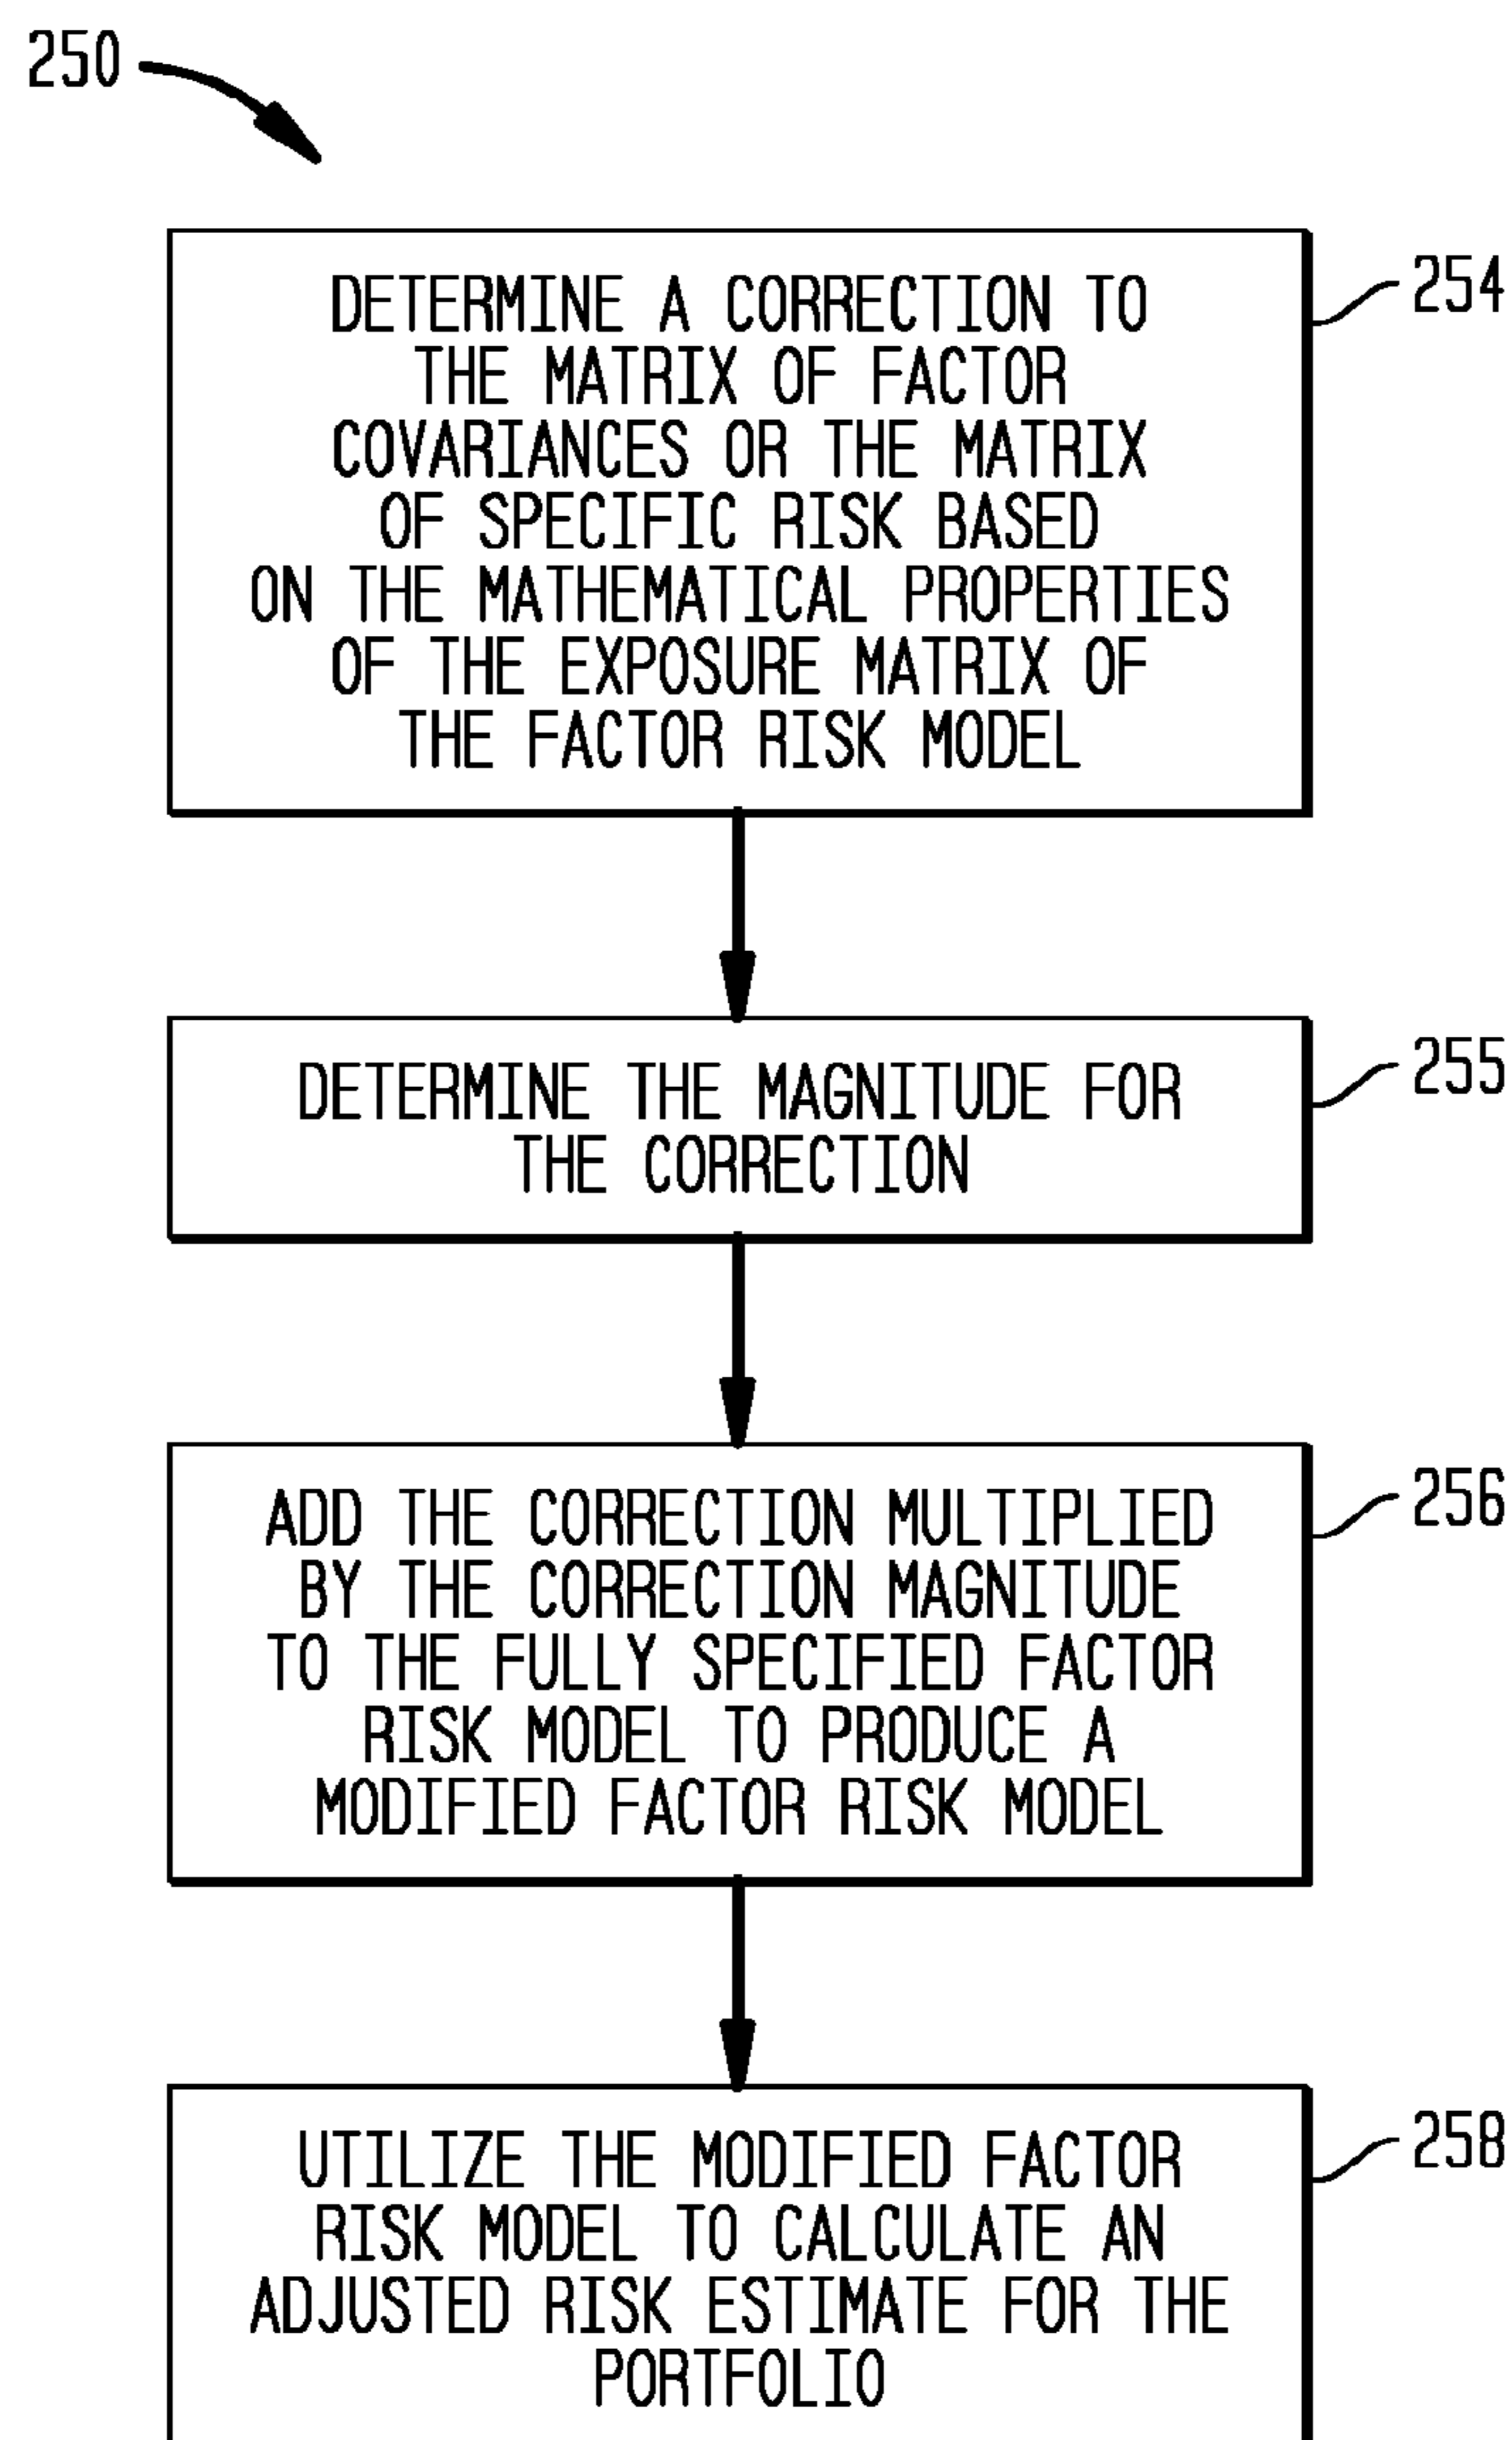 250
DETERMINE A CORRECTION TO
THE MATRIX OF FACTOR
COVARIANCES OR THE MATRIX
OF SPECIFIC RISK BASED
ON THE MATHEMATICAL PROPERTIES
OF THE EXPOSURE MATRIX OF
THE FACTOR RISK MODEL
254
DETERMINE THE MAGNITUDE FOR
THE CORRECTION
255
ADD THE CORRECTION MULTIPLIED
BY THE CORRECTION MAGNITUDE
TO THE FULLY SPECIFIED FACTOR
RISK MODEL TO PRODUCE A
MODIFIED FACTOR RISK MODEL
256
UTILIZE THE MODIFIED FACTOR
RISK MODEL TO CALCULATE AN
ADJUSTED RISK ESTIMATE FOR THE
PORTFOLIO
258